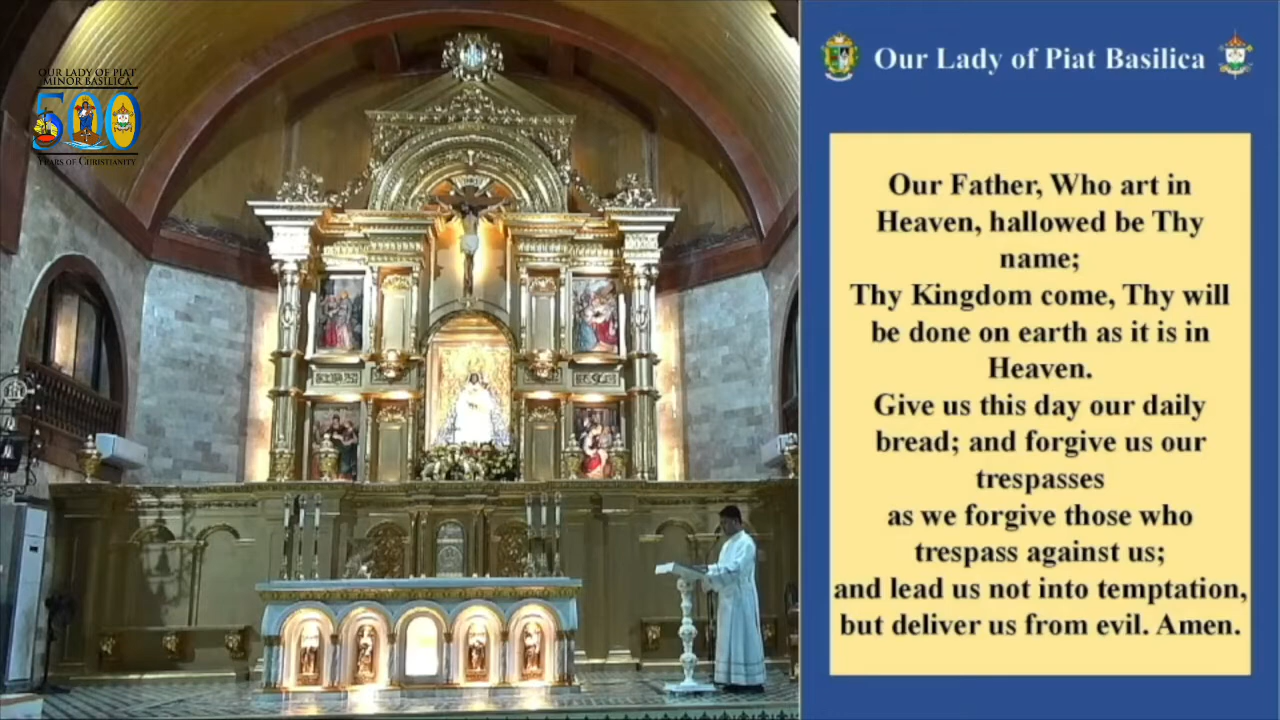 OUR LADY OF PIAT
MINOR BASILICA
500
YEARS OF CHRISTIANITY
Our Lady of Piat Basilica
Our Father, Who art in
Heaven, hallowed be Thy
name;
Thy Kingdom come, Thy will
be done on earth as it is in
Heaven.
Give us this day our daily
bread; and forgive us our
trespasses
as we forgive those who
trespass against us;
and lead us not into temptation,
but deliver us from evil. Amen.